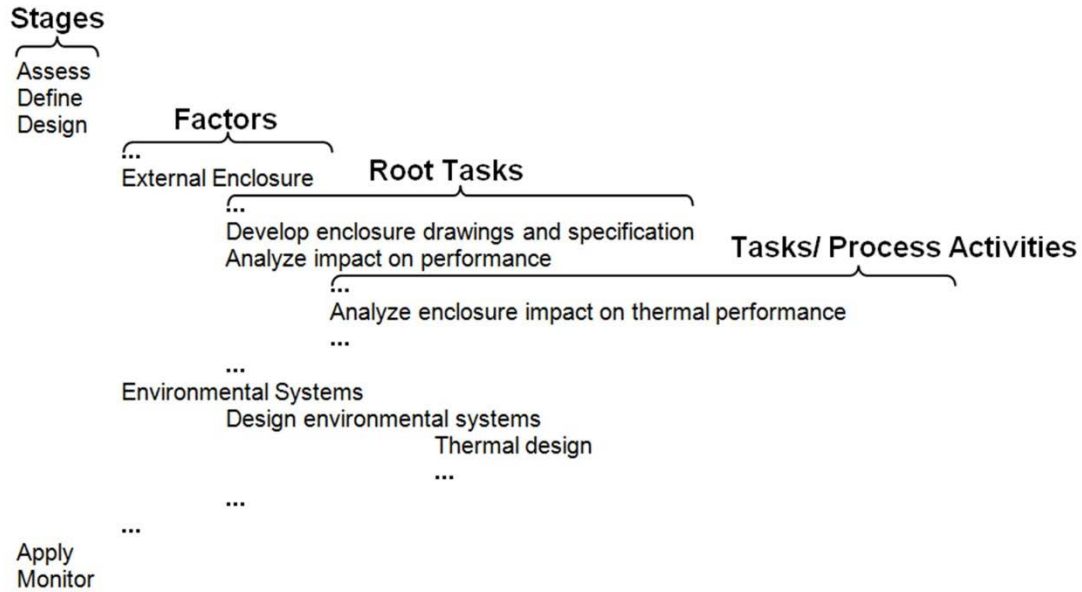 Stages
Assess
Define
Design
Factors
...
External Enclosure
Root Tasks
...
Develop enclosure drawings and specification
Analyze impact on performance
Tasks/ Process Activities
...
Analyze enclosure impact on thermal performance
...
...
Environmental Systems
Design environmental systems
Thermal design
...
...
...
Apply
Monitor